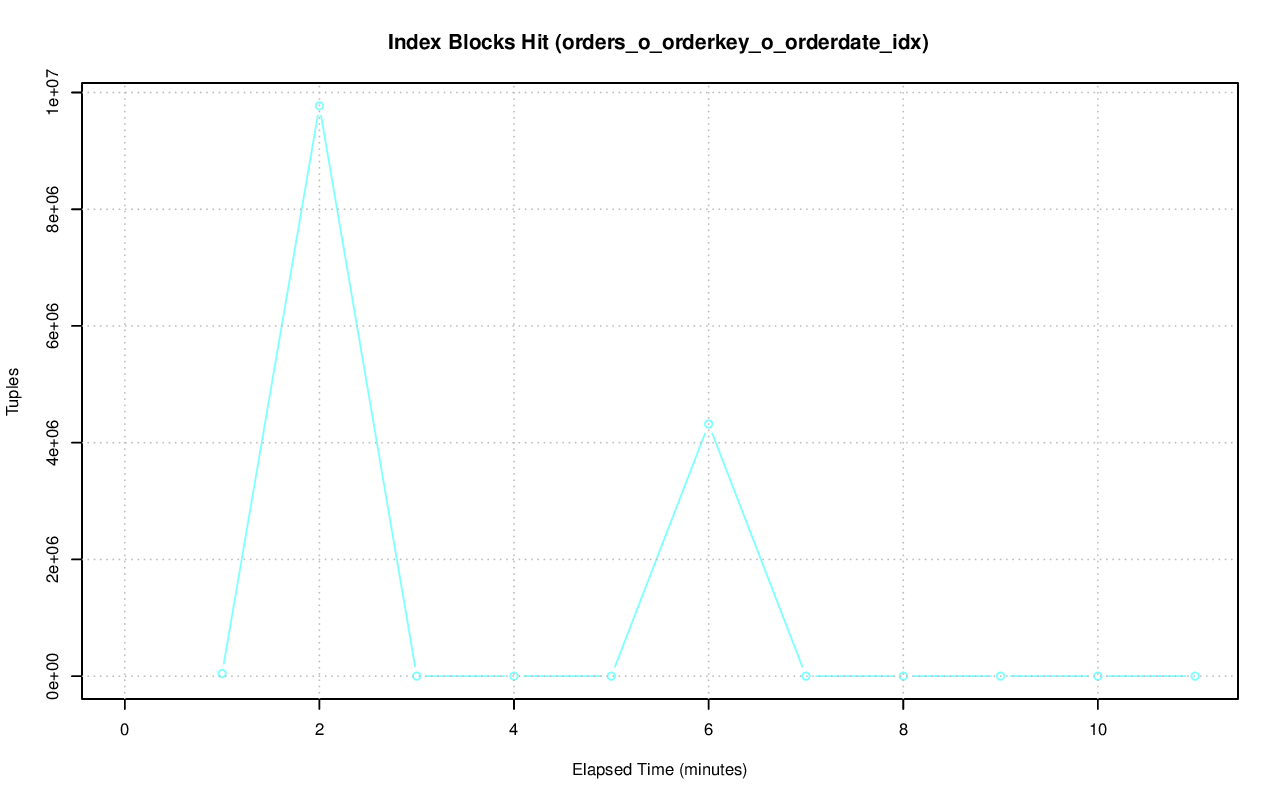 Index Blocks Hit (orders_o_orderkey_o_orderdate_idx)
1e+07
8e+06
6e+06
4e+06
2e+06
0e+00
Tuples
0 2 4 6 8 10
Elapsed Time (minutes)